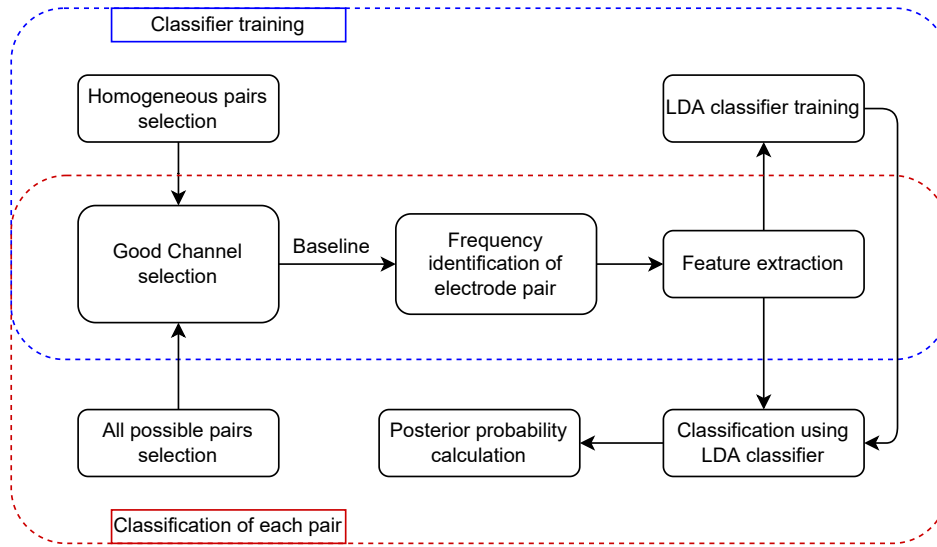 Classifier training
Homogeneous pairs
selection
LDA classifier training
Good Channel
selection
Baseline
Frequency
identification of
electrode pair
Feature extraction
All possible pairs
selection
Posterior probability
calculation
Classification using
LDA classifier
Classification of each pair